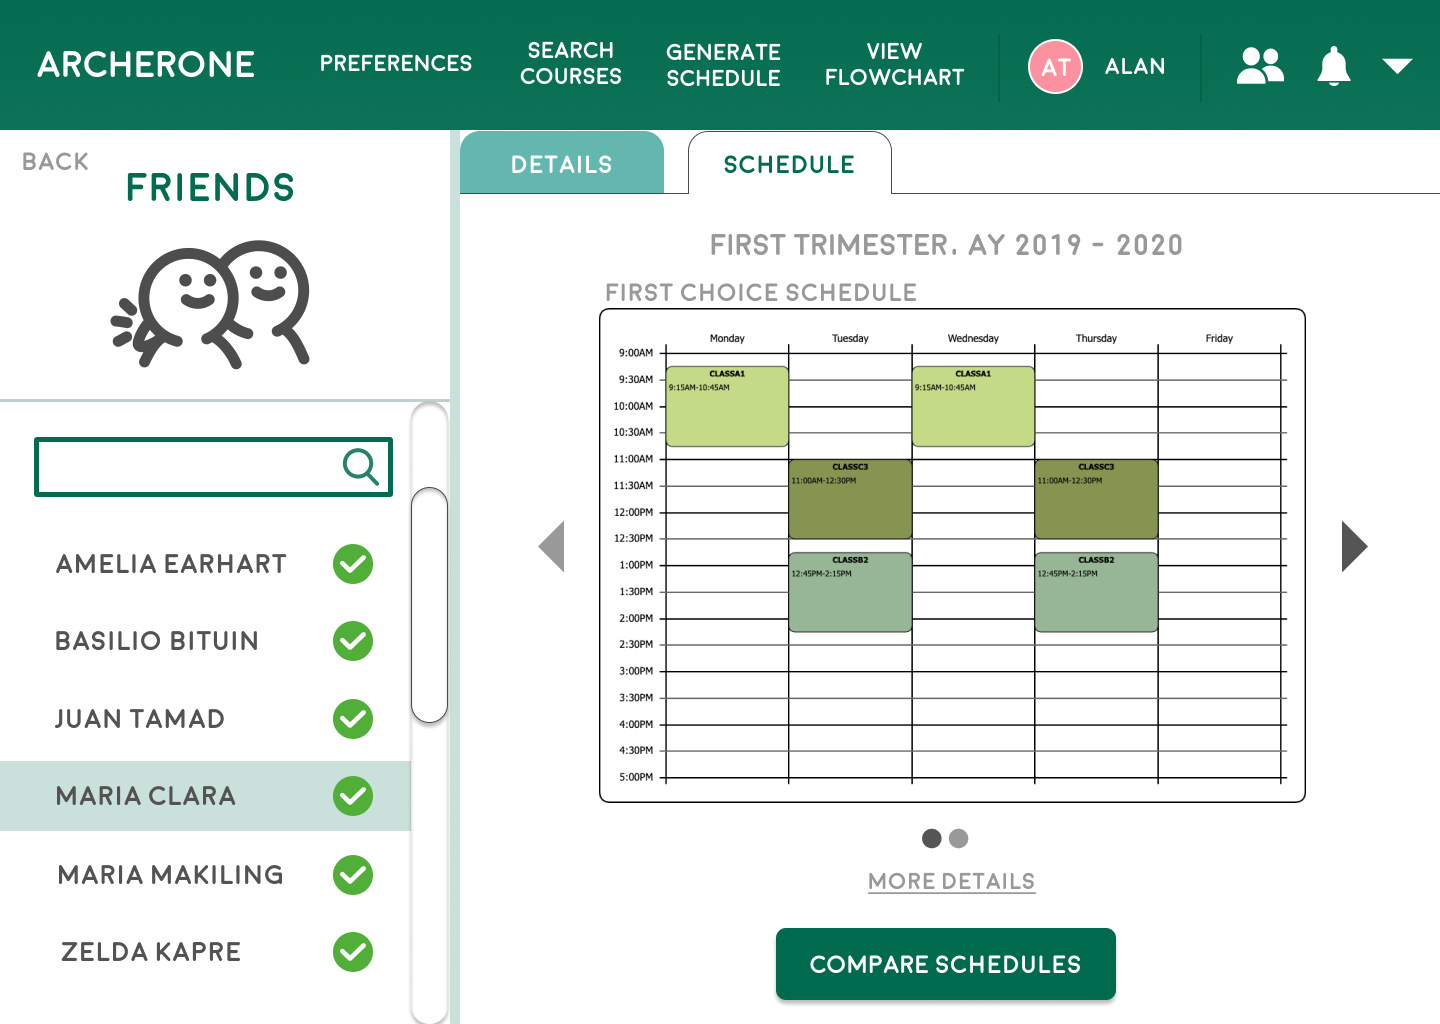 ARCHERONE
PREFERENCES
SEARCH
COURSES
GENERATE
SCHEDULE
VIEW
FLOWCHART
AT
ALAN
BACK
FRIENDS
AMELIA EARHART
BASILIO BITUIN
JUAN TAMAD
MARIA CLARA
MARIA MAKILING
ZELDA KAPRE
DETAILS
SCHEDULE
FIRST TRIMESTER. AY 2019 - 2020
FIRST CHOICE SCHEDULE
Monday Tuesday Wednesday Thursday Friday
9:00AM
CLASSA1 CLASSA1
9:30AM
9:15AM-10:45AM 9:15AM-10:45AM
10:00AM
10:30AM
11:00AM
CLASSC3 CLASSC3
11:00AM-12:30PM 11:00AM-12:30PM
11:30AM
12:00PM
12:30PM
CLASSB2 CLASSB2
1:00PM
12:45PM-2:15PM 12:45PM-2:15PM
1:30PM
2:00PM
2:30PM
3:00PM
3:30PM
4:00PM
4:30PM
5:00PM
MORE DETAILS
COMPARE SCHEDULES